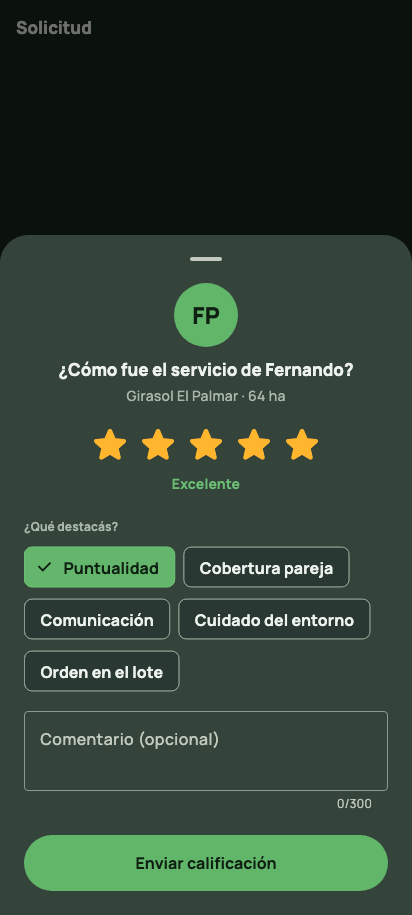 Solicitud
FP
¿Cómo fue el servicio de Fernando?
Girasol El Palmar · 64 ha
Excelente
¿Qué destacás?
Puntualidad
Cobertura pareja
Comunicación
Cuidado del entorno
Orden en el lote
Comentario (opcional)
0/300
Enviar calificación